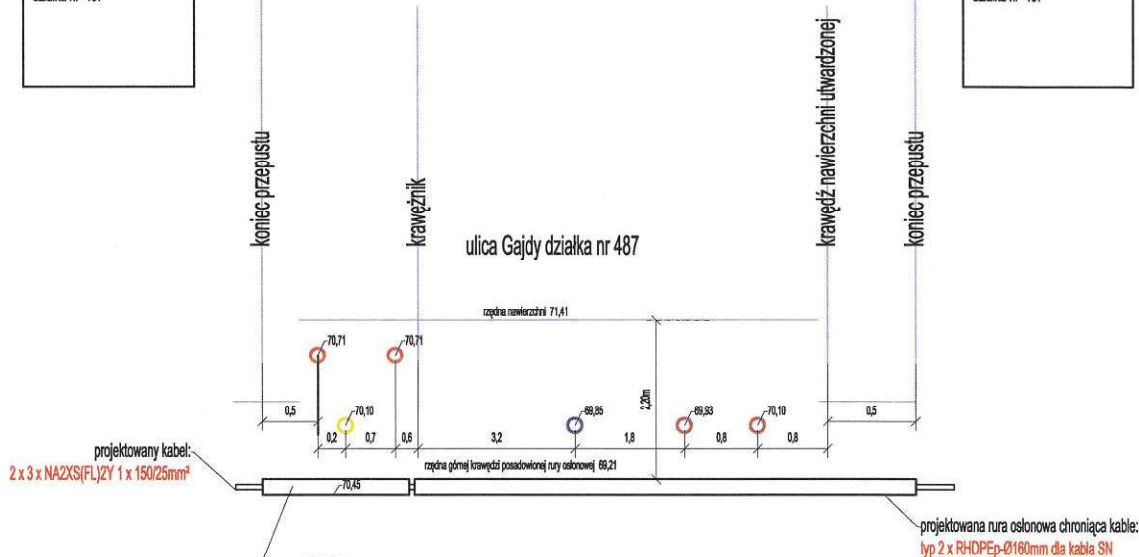 koniec przepustu
krawężnik
krawędź nawierzchni utwardzonej
koniec przepustu
ulica Gajdy działka nr 487
rzędna nawierzchni 71,41
70,71
70,71
2,20m
0,5
70,10
69,85
69,93
70,10
0,5
0,2
0,7
0,6
3,2
1,8
0,8
0,8
projektowany kabel:
2 x 3 x NA2XS(FL)2Y 1 x 150/25mm²
rzędna górnej krawędzi posadowionej rury osłonowej 69,21
70,45
projektowana rura osłonowa chroniąca kable:
typ 2 x RHDPEp-Ø160mm dla kabla SN